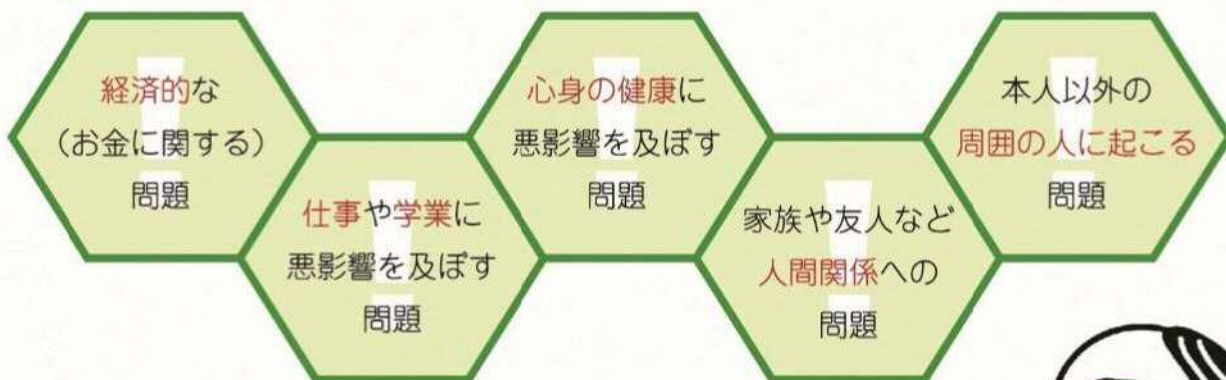 経済的な
（お金に関する）
問題
仕事や学業に
悪影響を及ぼす
問題
心身の健康に
悪影響を及ぼす
問題
家族や友人など
人間関係への
問題
本人以外の
周囲の人に起こる
問題